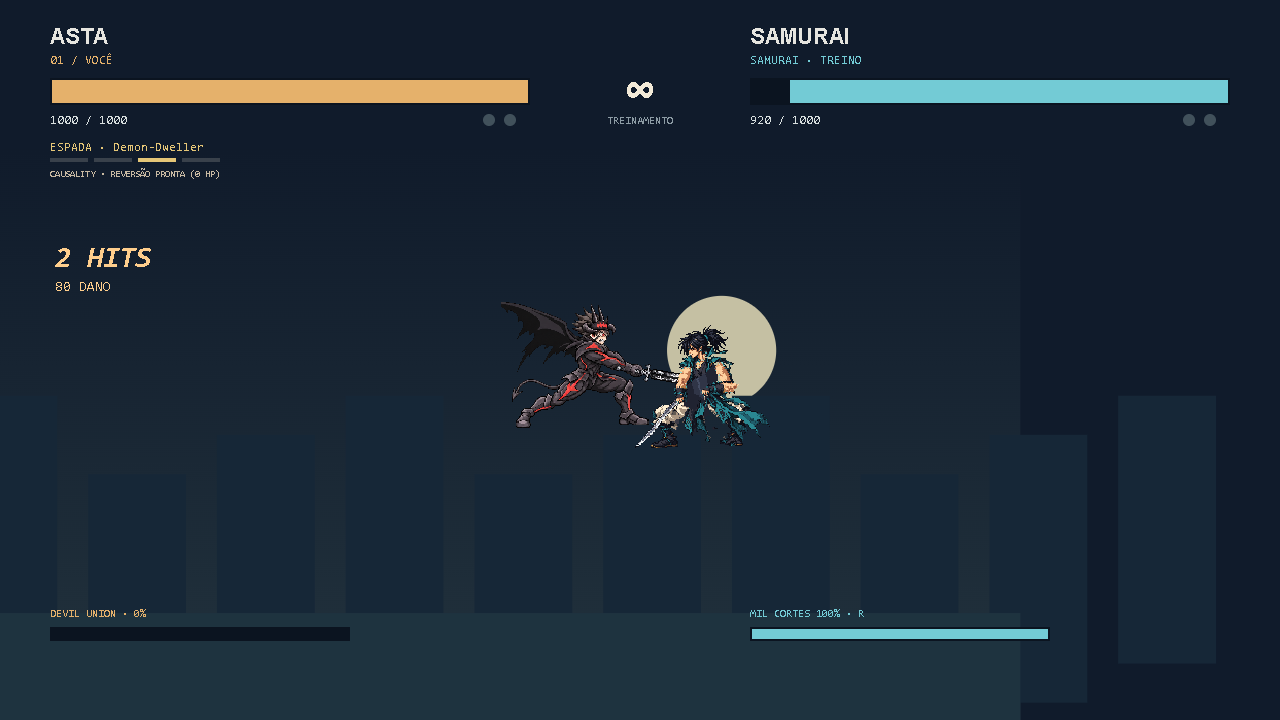 ASTA
01 / VOCÊ
1000 / 1000
ESPADA · Demon-Dweller
CAUSALITY · REVERSÃO PRONTA (0 HP)
∞
TREINAMENTO
SAMURAI
SAMURAI · TREINO
920 / 1000
2 HITS
80 DANO
DEVIL UNION · 0%
MIL CORTES 100% · R